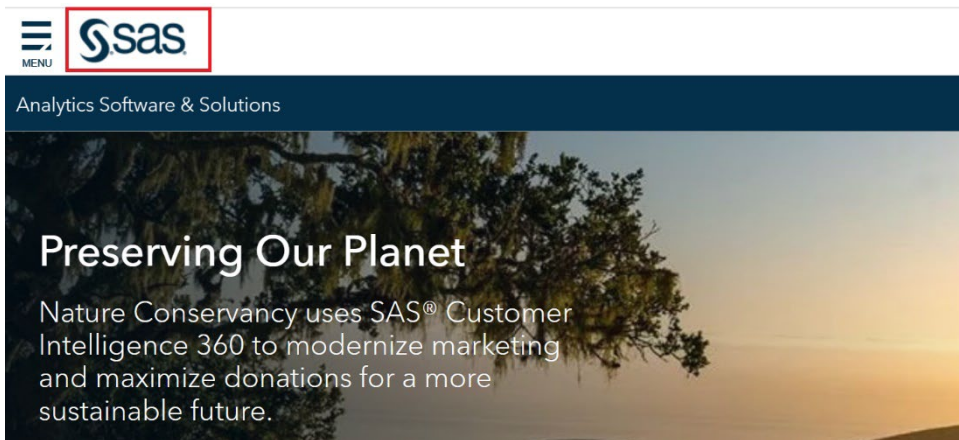 MENU
sas
Analytics Software & Solutions
Preserving Our Planet
Nature Conservancy uses SAS® Customer
Intelligence 360 to modernize marketing
and maximize donations for a more
sustainable future.